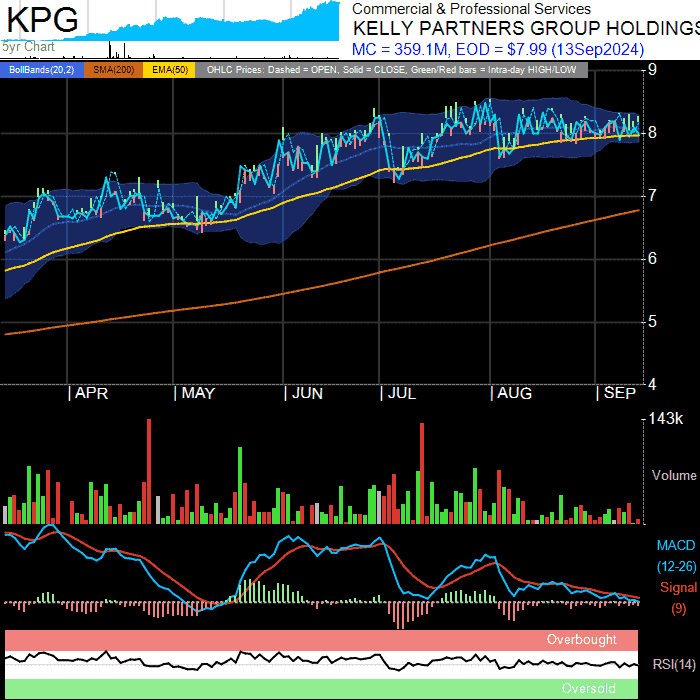 KPG
5yr Chart
Commercial & Professional Services
KELLY PARTNERS GROUP HOLDINGS
MC = 359.1M, EOD = $7.99 (13Sep2024)
BollBands(20,2) SMA(200) EMA(50) OHLC Prices: Dashed = OPEN, Solid = CLOSE, Green/Red bars = Intra-day HIGH/LOW
9
8
7
6
5
4
| APR | MAY | JUN | JUL | AUG | SEP
143k
Volume
MACD
(12-26)
Signal
(9)
Overbought
RSI(14)
Oversold